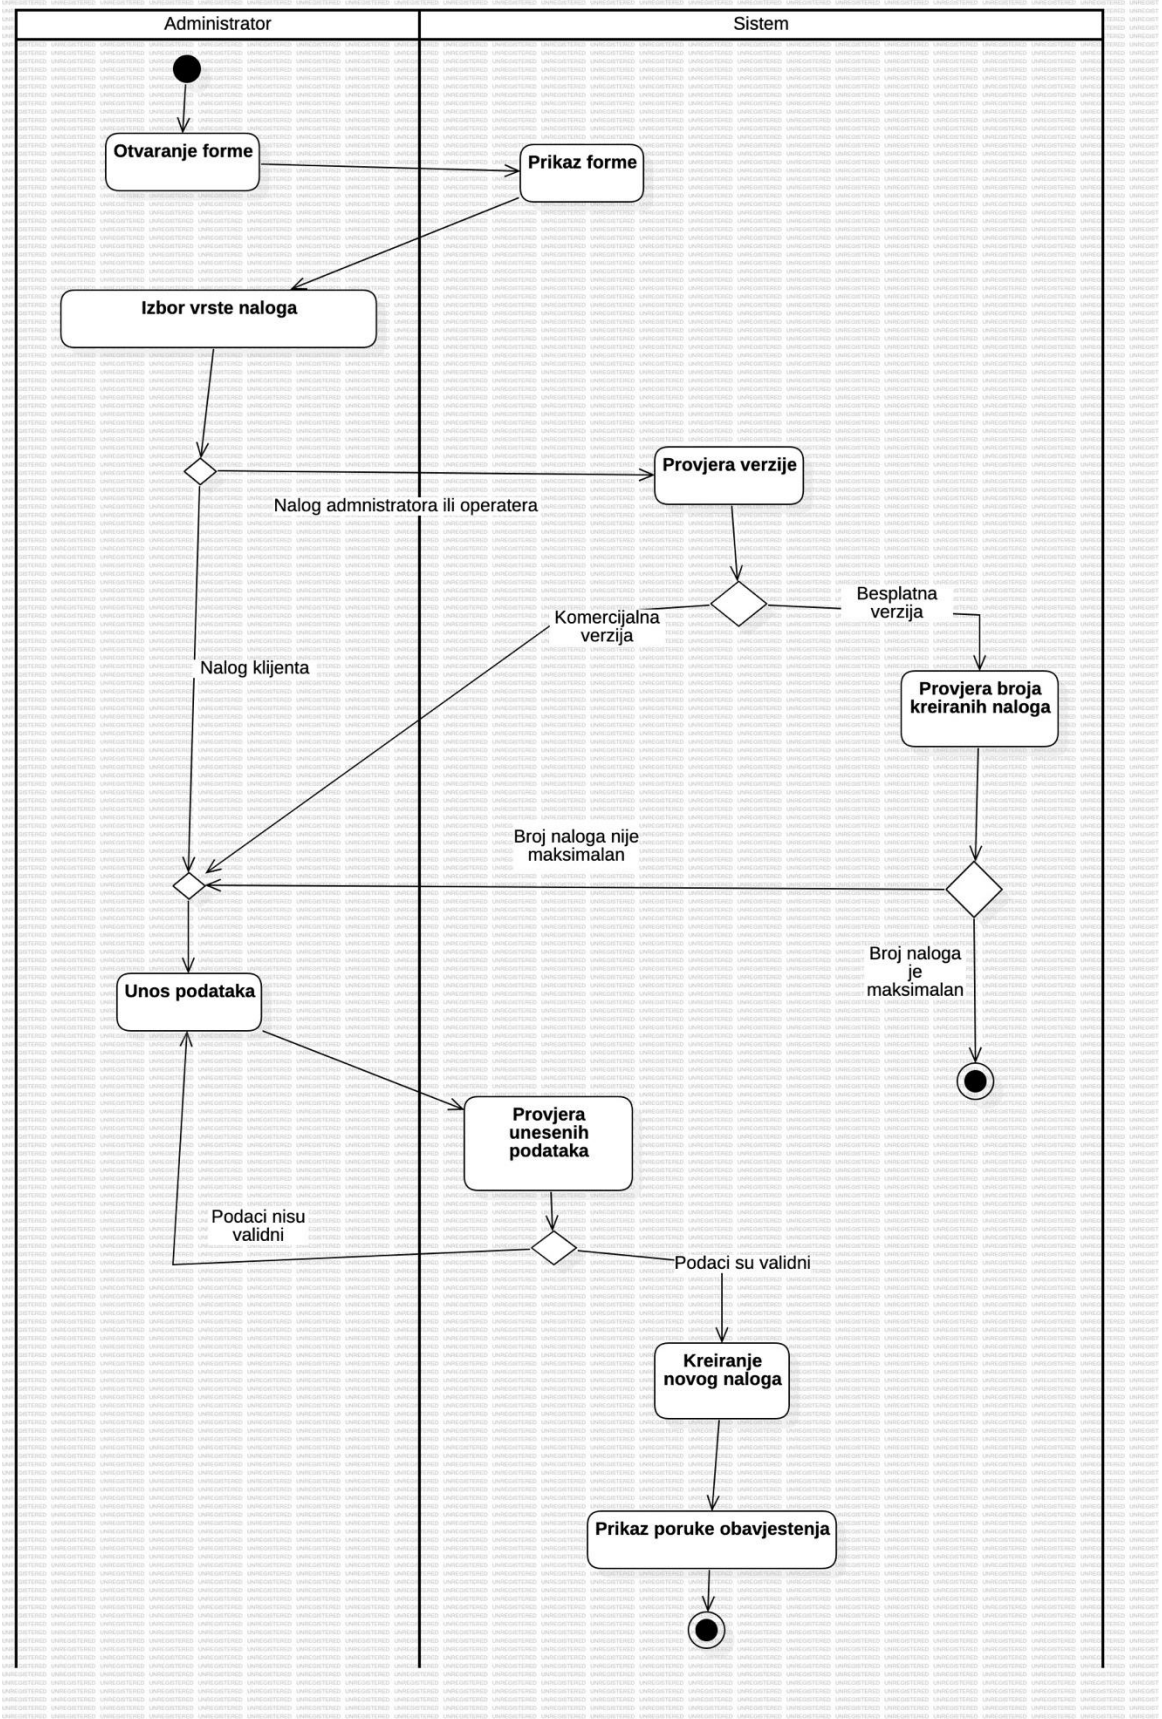 Administrator
Sistem
Otvaranje forme
Prikaz forme
Izbor vrste naloga
Provjera verzije
Nalog admnistratora ili operatera
Besplatna
verzija
Komercijalna
verzija
Nalog klijenta
Provjera broja
kreiranih naloga
Broj naloga nije
maksimalan
Broj naloga
je
maksimalan
Unos podataka
Provjera
unesenih
podataka
Podaci nisu
validni
Podaci su validni
Kreiranje
novog naloga
Prikaz poruke obavjestenja
UNREGISTERED